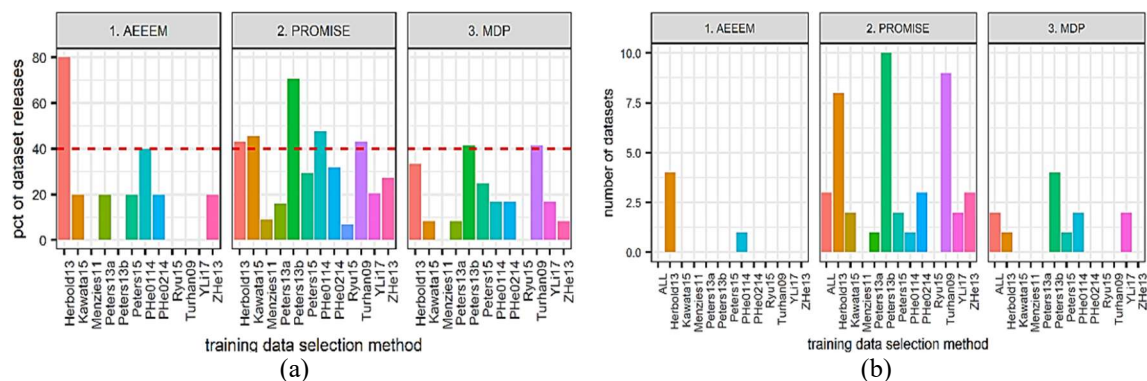 1. AEEEM 2. PROMISE 3. MDP
pct of dataset releases
80
60
40
20
0
Herbold13 Kawata15 Menzies11 Peters13a Peters13b Peters15 PHe0114 PHe0214 Ryu15 Turhan09 YLi17 ZHe13
Herbold13 Kawata15 Menzies11 Peters13a Peters13b Peters15 PHe0114 PHe0214 Ryu15 Turhan09 YLi17 ZHe13
Herbold13 Kawata15 Menzies11 Peters13a Peters13b Peters15 PHe0114 PHe0214 Ryu15 Turhan09 YLi17 ZHe13
training data selection method
(a)
1. AEEEM 2. PROMISE 3. MDP
number of datasets
10.0
7.5
5.0
2.5
0.0
ALL Herbold13 Kawata15 Menzies11 Peters13a Peters13b Peters15 PHe0114 PHe0214 Ryu15 Turhan09 YLi17 ZHe13
ALL Herbold13 Kawata15 Menzies11 Peters13a Peters13b Peters15 PHe0114 PHe0214 Ryu15 Turhan09 YLi17 ZHe13
ALL Herbold13 Kawata15 Menzies11 Peters13a Peters13b Peters15 PHe0114 PHe0214 Ryu15 Turhan09 YLi17 ZHe13
training data selection method
(b)